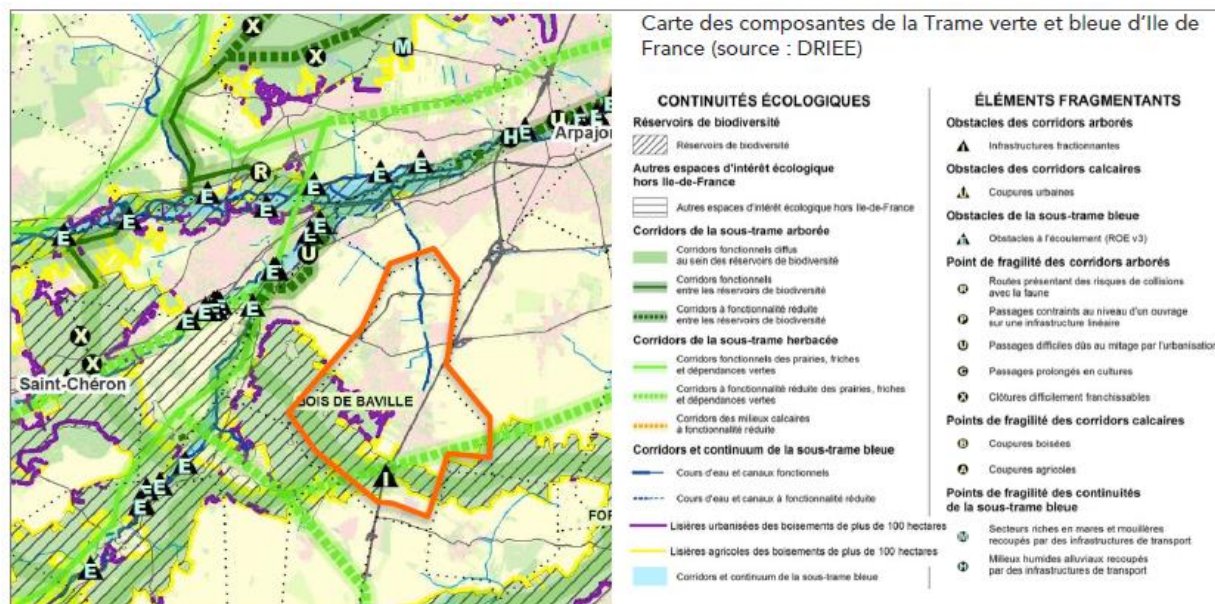 Carte des composantes de la Trame verte et bleue d'Ile de
France (source : DRIEE)
CONTINUITÉS ÉCOLOGIQUES
Réservoirs de biodiversité
Réservoirs de biodiversité
Autres espaces d'intérêt écologique
hors Ile-de-France
Autres espaces d'intérêt écologique hors Ile-de-France
Corridors de la sous-trame arborée
Corridors fonctionnels diffus
au sein des réservoirs de biodiversité
Corridors fonctionnels
entre les réservoirs de biodiversité
Corridors à fonctionnalité réduite
entre les réservoirs de biodiversité
Corridors de la sous-trame herbacée
Corridors fonctionnels des prairies, friches
et dépendances vertes
Corridors à fonctionnalité réduite des prairies, friches
et dépendances vertes
Corridors des milieux calcaires
à fonctionnalité réduite
Corridors et continuum de la sous-trame bleue
Cours d'eau et canaux fonctionnels
Cours d'eau et canaux à fonctionnalité réduite
Lisières urbanisées des boisements de plus de 100 hectares
Lisières agricoles des boisements de plus de 100 hectares
Corridors et continuum de la sous-trame bleue
ÉLÉMENTS FRAGMENTANTS
Obstacles des corridors arborés
Infrastructures fractionnantes
Obstacles des corridors calcaires
Coupures urbaines
Obstacles de la sous-trame bleue
Obstacles à l'écoulement (ROE v3)
Point de fragilité des corridors arborés
R Routes présentant des risques de collisions
avec la faune
P Passages contraints au niveau d'un ouvrage
sur une infrastructure linéaire
U Passages difficiles dûs au mitage par l'urbanisation
C Passages prolongés en cultures
X Clôtures difficilement franchissables
Points de fragilité des corridors calcaires
B Coupures boisées
A Coupures agricoles
Points de fragilité des continuités
de la sous-trame bleue
M Secteurs riches en mares et mouillères
recoupés par des infrastructures de transport
H Milieux humides alluviaux recoupés
par des infrastructures de transport
X
X
M
H
E
U
E
Arpajon
R
E
E
E
E
E
E
E
U
E
E
E
X
X
Saint-Chéron
BOIS DE BAVILLE
I
E
E
E
FOR
E